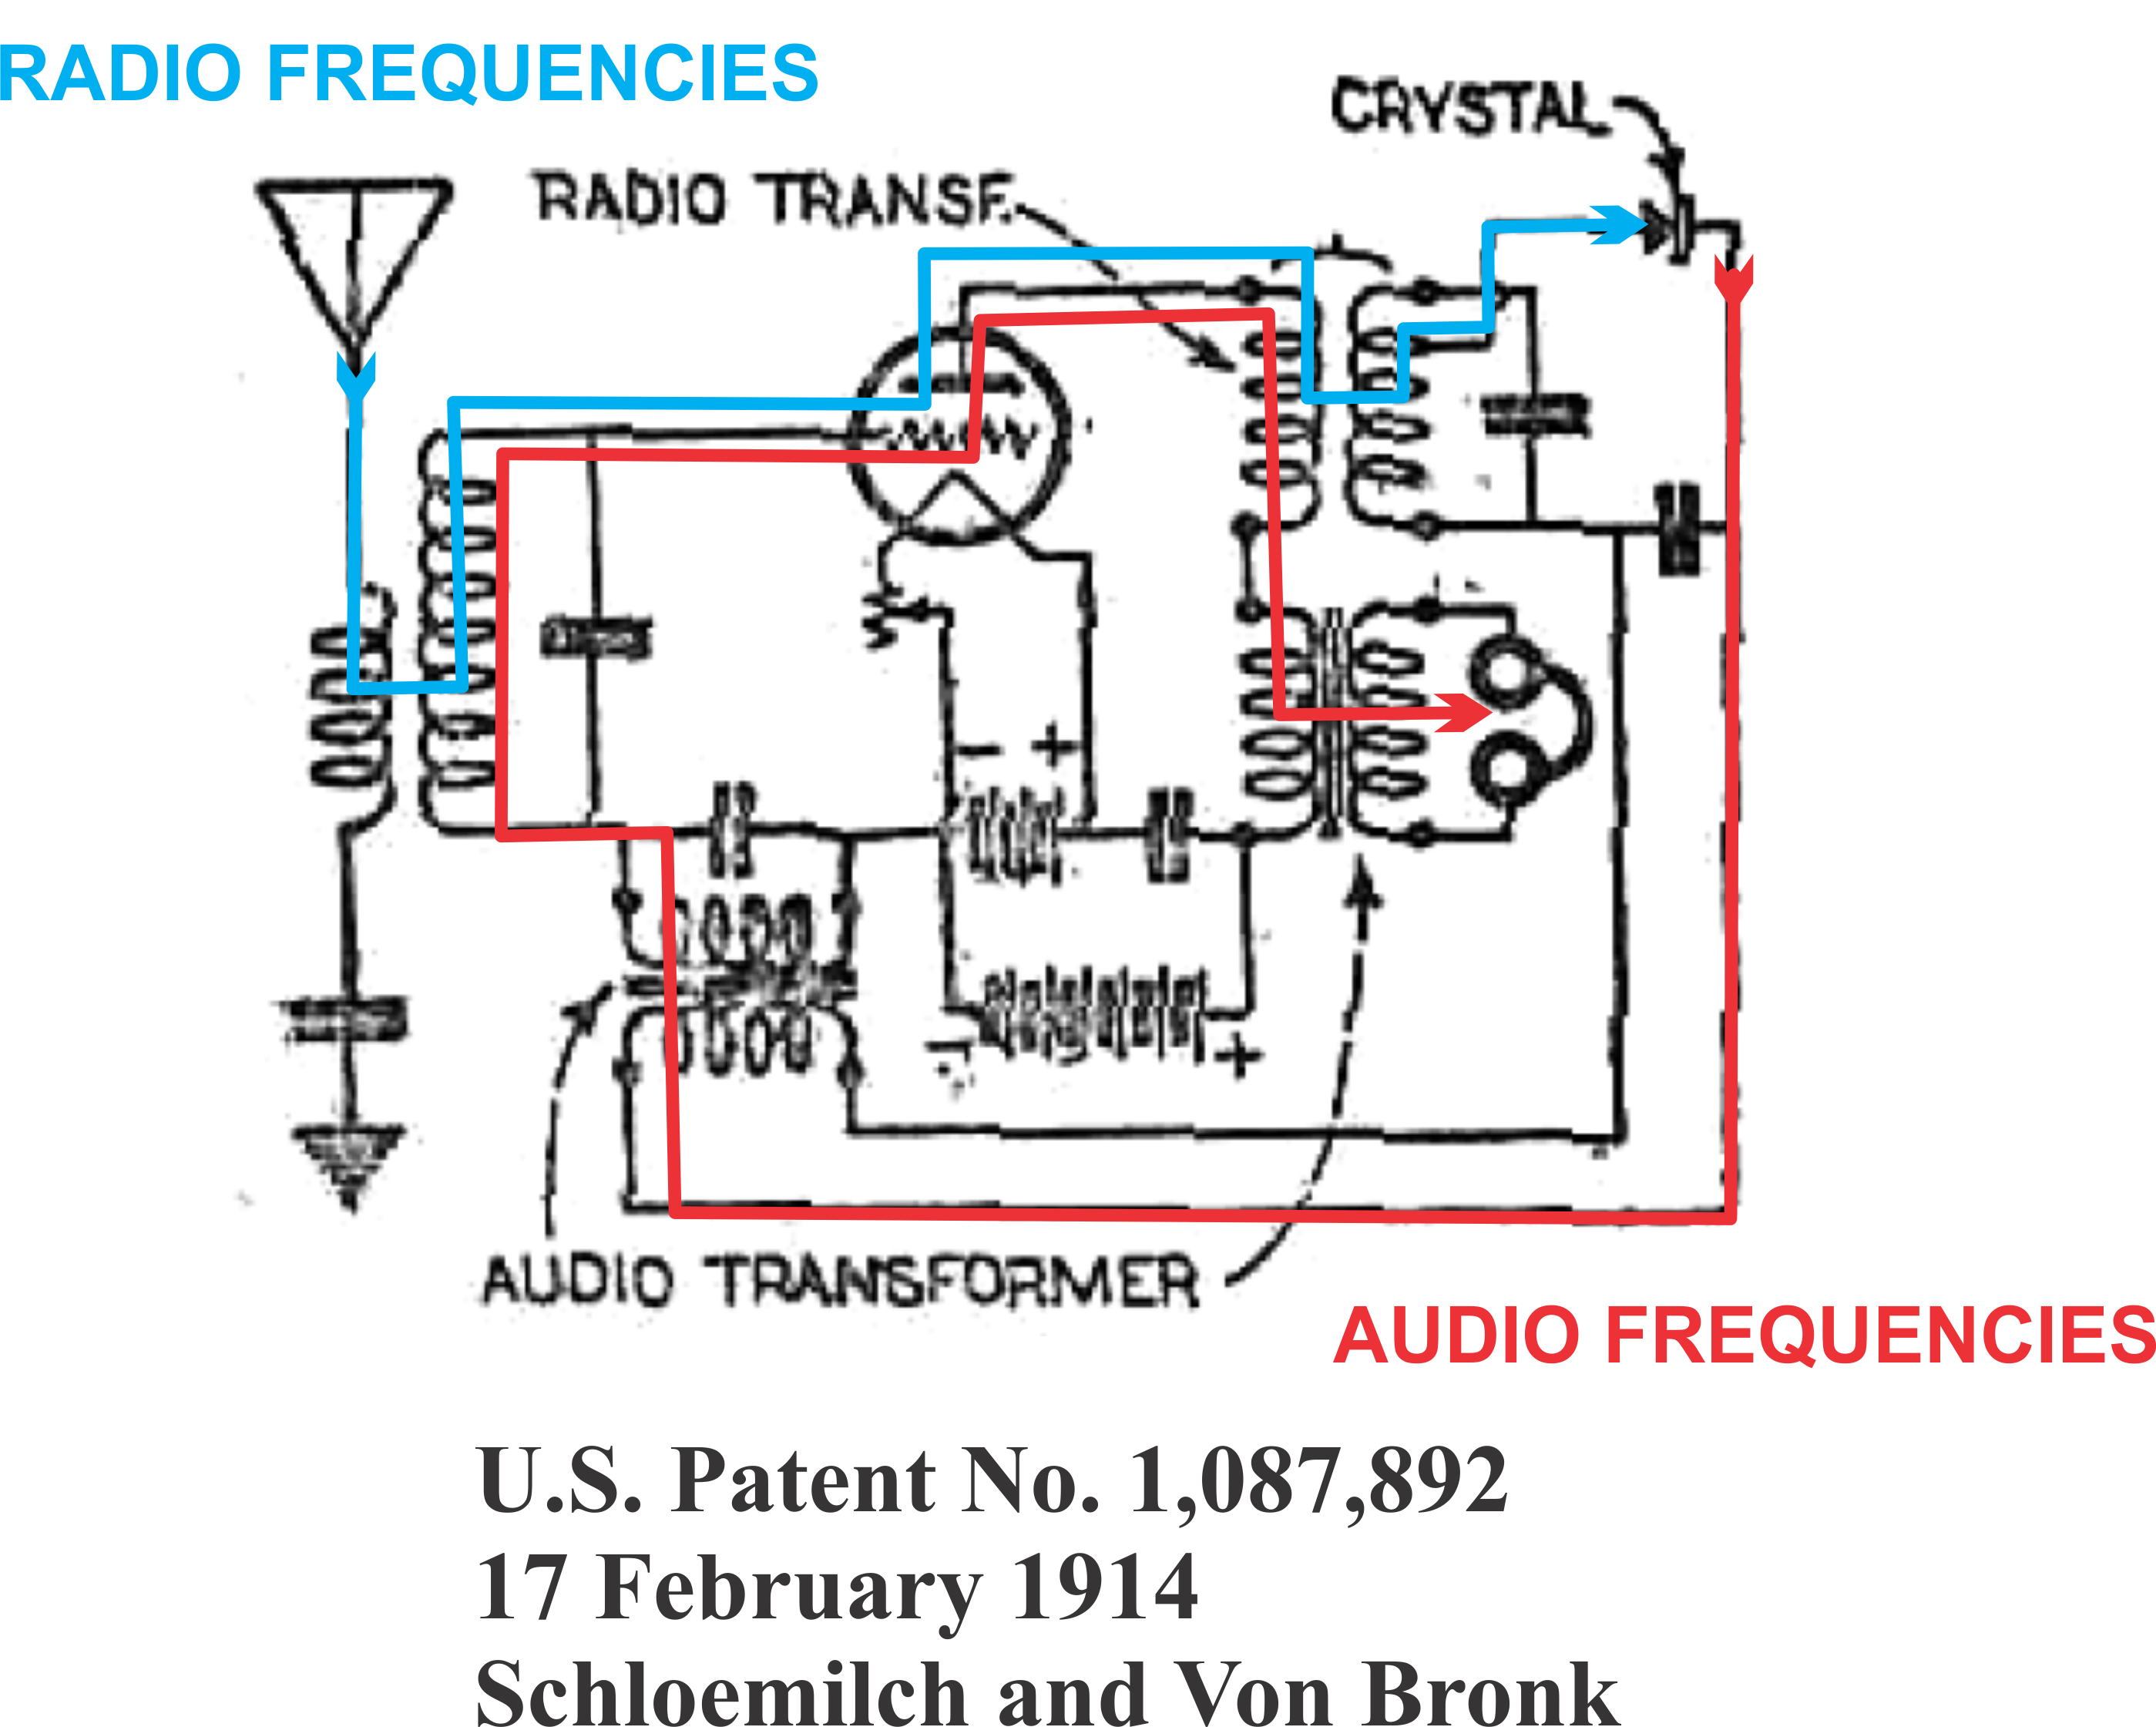 RADIO FREQUENCIES
CRYSTAL
RADIO TRANSF.
- +
- +
AUDIO TRANSFORMER
AUDIO FREQUENCIES
U.S. Patent No. 1,087,892
17 February 1914
Schloemilch and Von Bronk